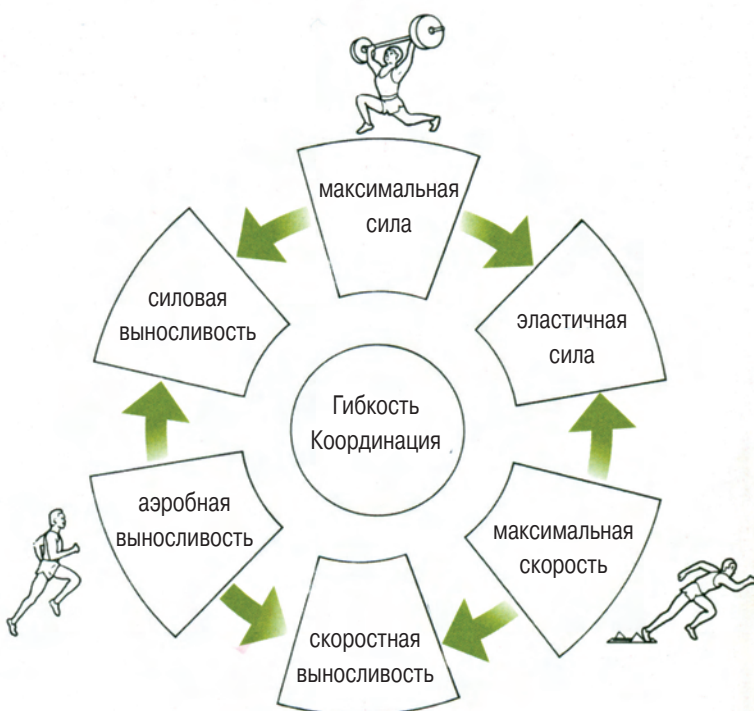 максимальная
сила
силовая
выносливость
эластичная
сила
Гибкость
Координация
аэробная
выносливость
максимальная
скорость
скоростная
выносливость